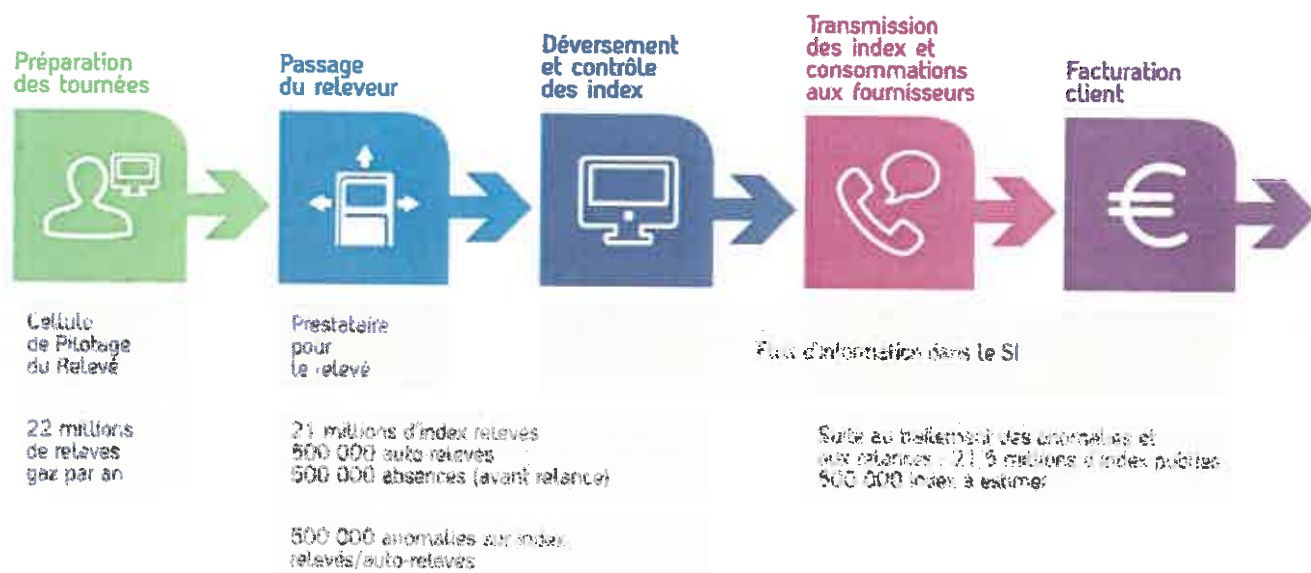 Préparation
des tournées
Passage
du releveur
Déversement
et contrôle
des index
Transmission
des index et
consommations
aux fournisseurs
Facturation
client
€
Cellule
de Pilotage
du Relevé
Prestataire
pour
le relevé
Flux d'information dans le SI
22 millions
de relevés
gaz par an
21 millions d'index relevés
500 000 auto-relevés
500 000 absences (avant relance)
Suite au traitement des anomalies et
aux relances : 21,5 millions d'index publiés
500 000 index à estimer
500 000 anomalies sur index
relevés/auto-relevés